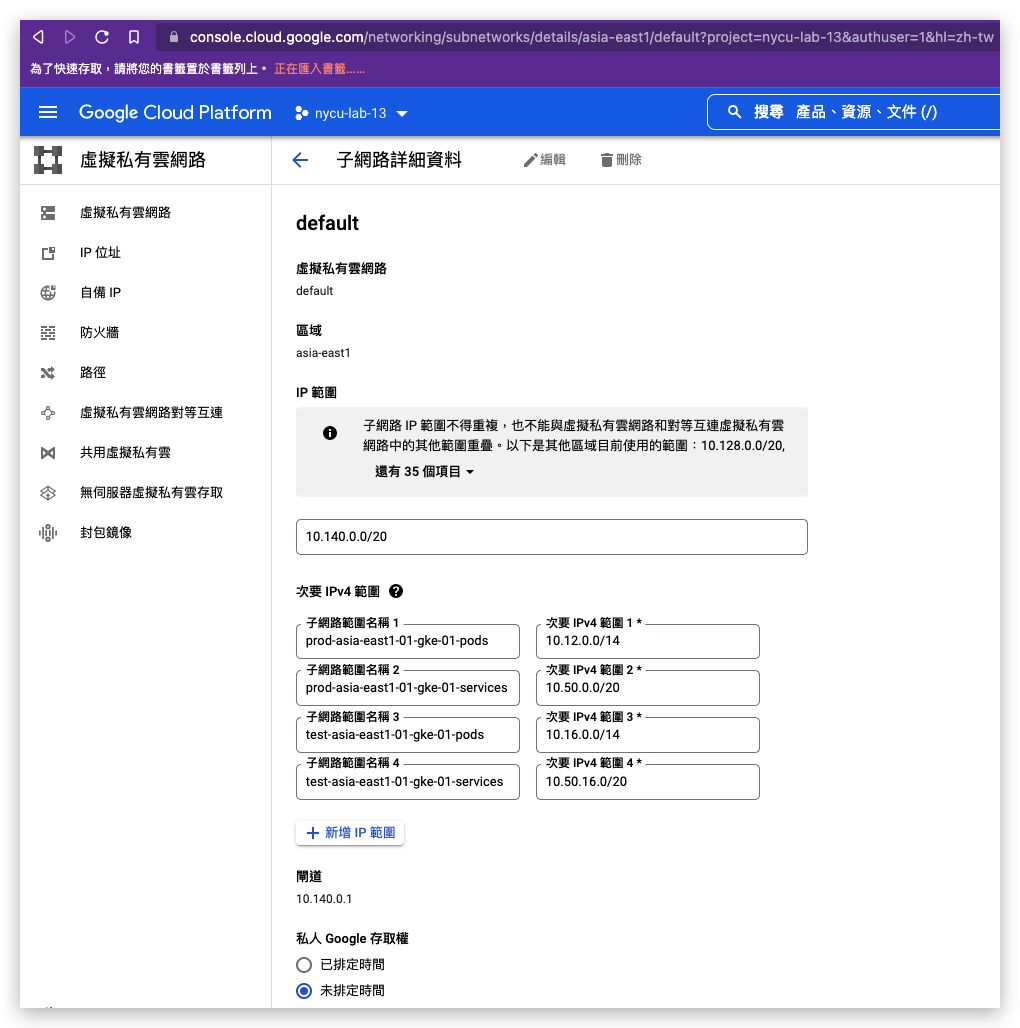 console.cloud.google.com/networking/subnetworks/details/asia-east1/default?project=nycu-lab-13&authuser=1&hl=zh-tw
為了快速存取，請將您的書籤置於書籤列上。 正在匯入書籤......
Google Cloud Platform
nycu-lab-13
搜尋 產品、資源、文件 (/)
虛擬私有雲網路
子網路詳細資料
編輯
刪除
虛擬私有雲網路
IP 位址
自備 IP
防火牆
路徑
虛擬私有雲網路對等互連
共用虛擬私有雲
無伺服器虛擬私有雲存取
封包鏡像
default
虛擬私有雲網路
default
區域
asia-east1
IP 範圍
子網路 IP 範圍不得重複，也不能與虛擬私有雲網路和對等互連虛擬私有雲
網路中的其他範圍重疊。以下是其他區域目前使用的範圍：10.128.0.0/20,
還有 35 個項目
10.140.0.0/20
次要 IPv4 範圍
子網路範圍名稱 1
prod-asia-east1-01-gke-01-pods
次要 IPv4 範圍 1 *
10.12.0.0/14
子網路範圍名稱 2
prod-asia-east1-01-gke-01-services
次要 IPv4 範圍 2 *
10.50.0.0/20
子網路範圍名稱 3
test-asia-east1-01-gke-01-pods
次要 IPv4 範圍 3 *
10.16.0.0/14
子網路範圍名稱 4
test-asia-east1-01-gke-01-services
次要 IPv4 範圍 4 *
10.50.16.0/20
新增 IP 範圍
閘道
10.140.0.1
私人 Google 存取權
已排定時間
未排定時間